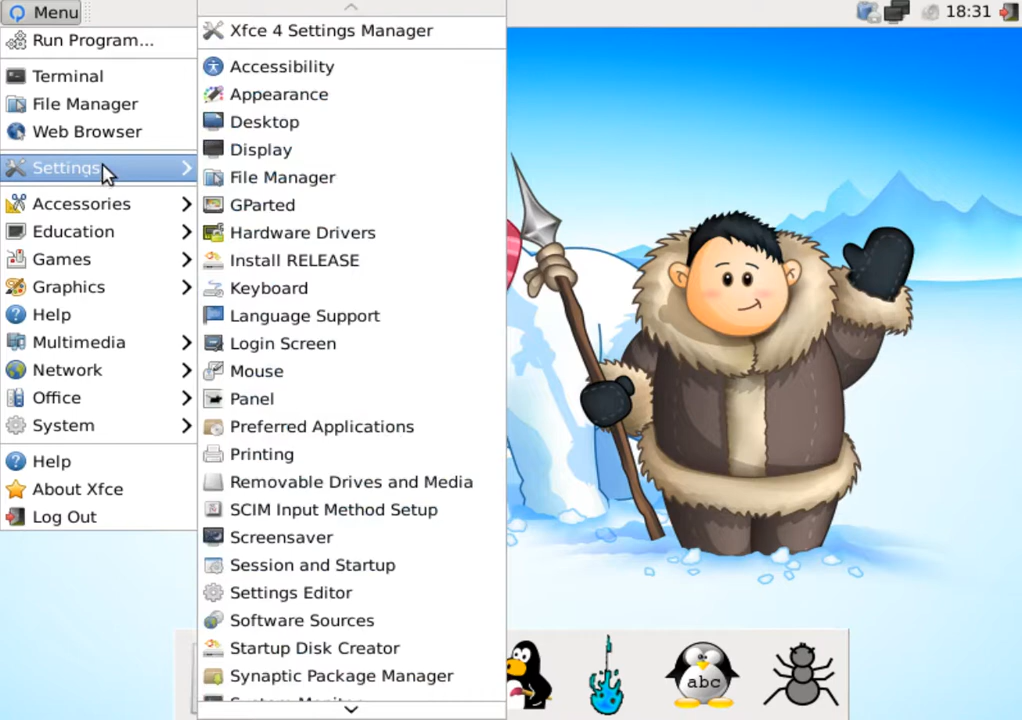 Menu
18:31
Run Program...
Terminal
File Manager
Web Browser
Settings
Accessories
Education
Games
Graphics
Help
Multimedia
Network
Office
System
Help
About Xfce
Log Out
Xfce 4 Settings Manager
Accessibility
Appearance
Desktop
Display
File Manager
GParted
Hardware Drivers
Install RELEASE
Keyboard
Language Support
Login Screen
Mouse
Panel
Preferred Applications
Printing
Removable Drives and Media
SCIM Input Method Setup
Screensaver
Session and Startup
Settings Editor
Software Sources
Startup Disk Creator
Synaptic Package Manager
abc